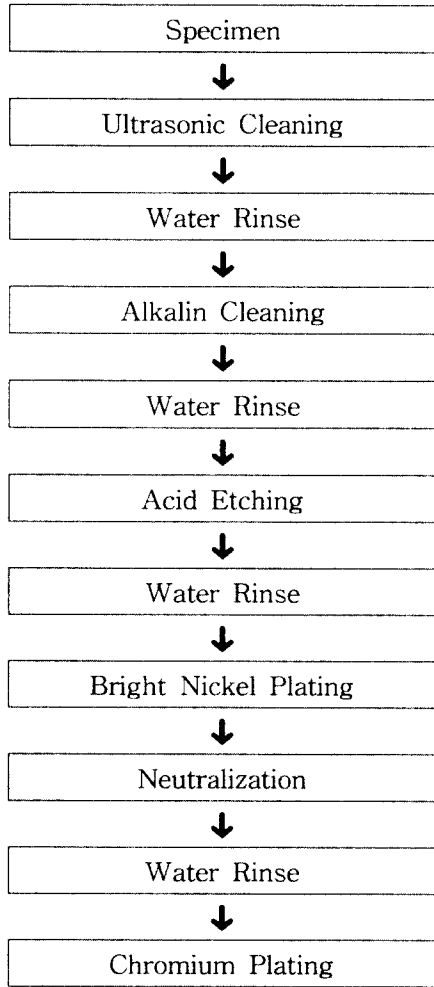 Specimen
Ultrasonic Cleaning
Water Rinse
Alkalin Cleaning
Water Rinse
Acid Etching
Water Rinse
Bright Nickel Plating
Neutralization
Water Rinse
Chromium Plating